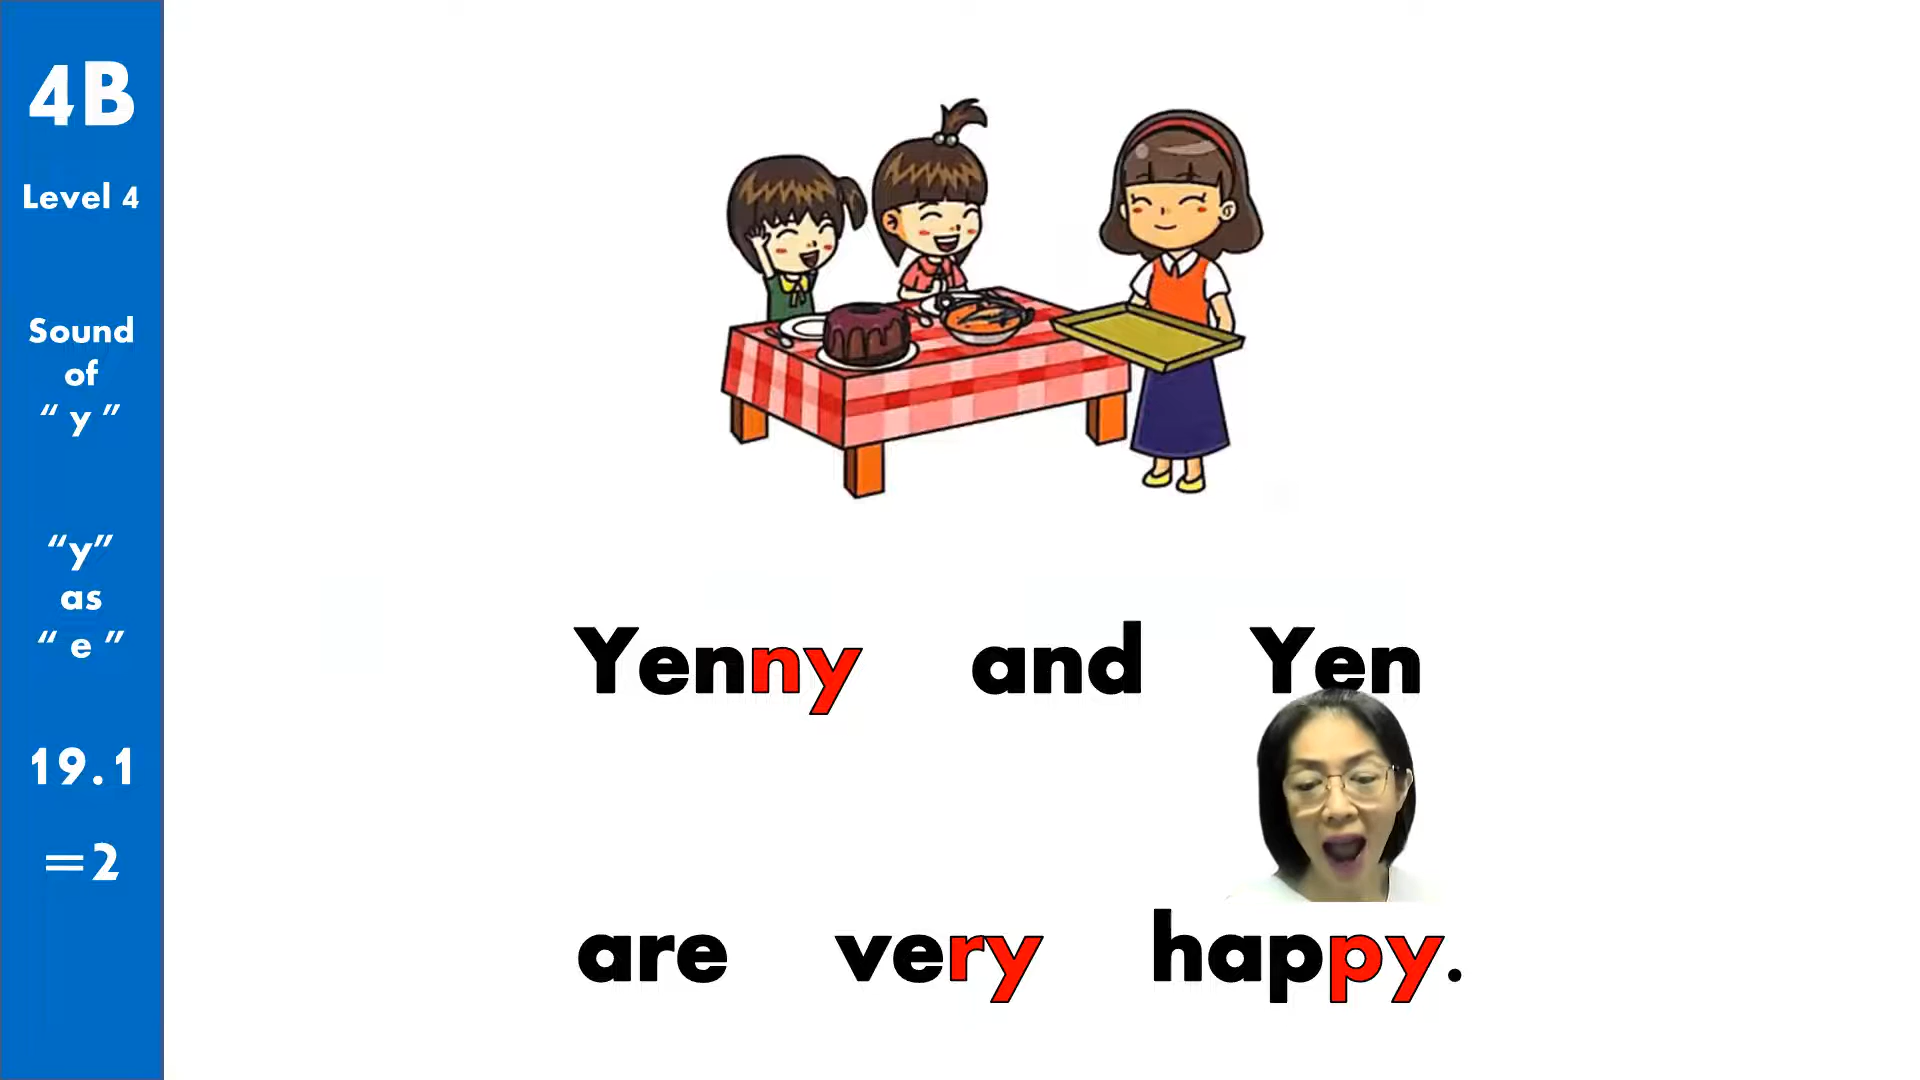 4B
Level 4
Sound
of
“ y ”
“y”
as
“ e ”
19.1
=2
Yenny and Yen
are very happy.